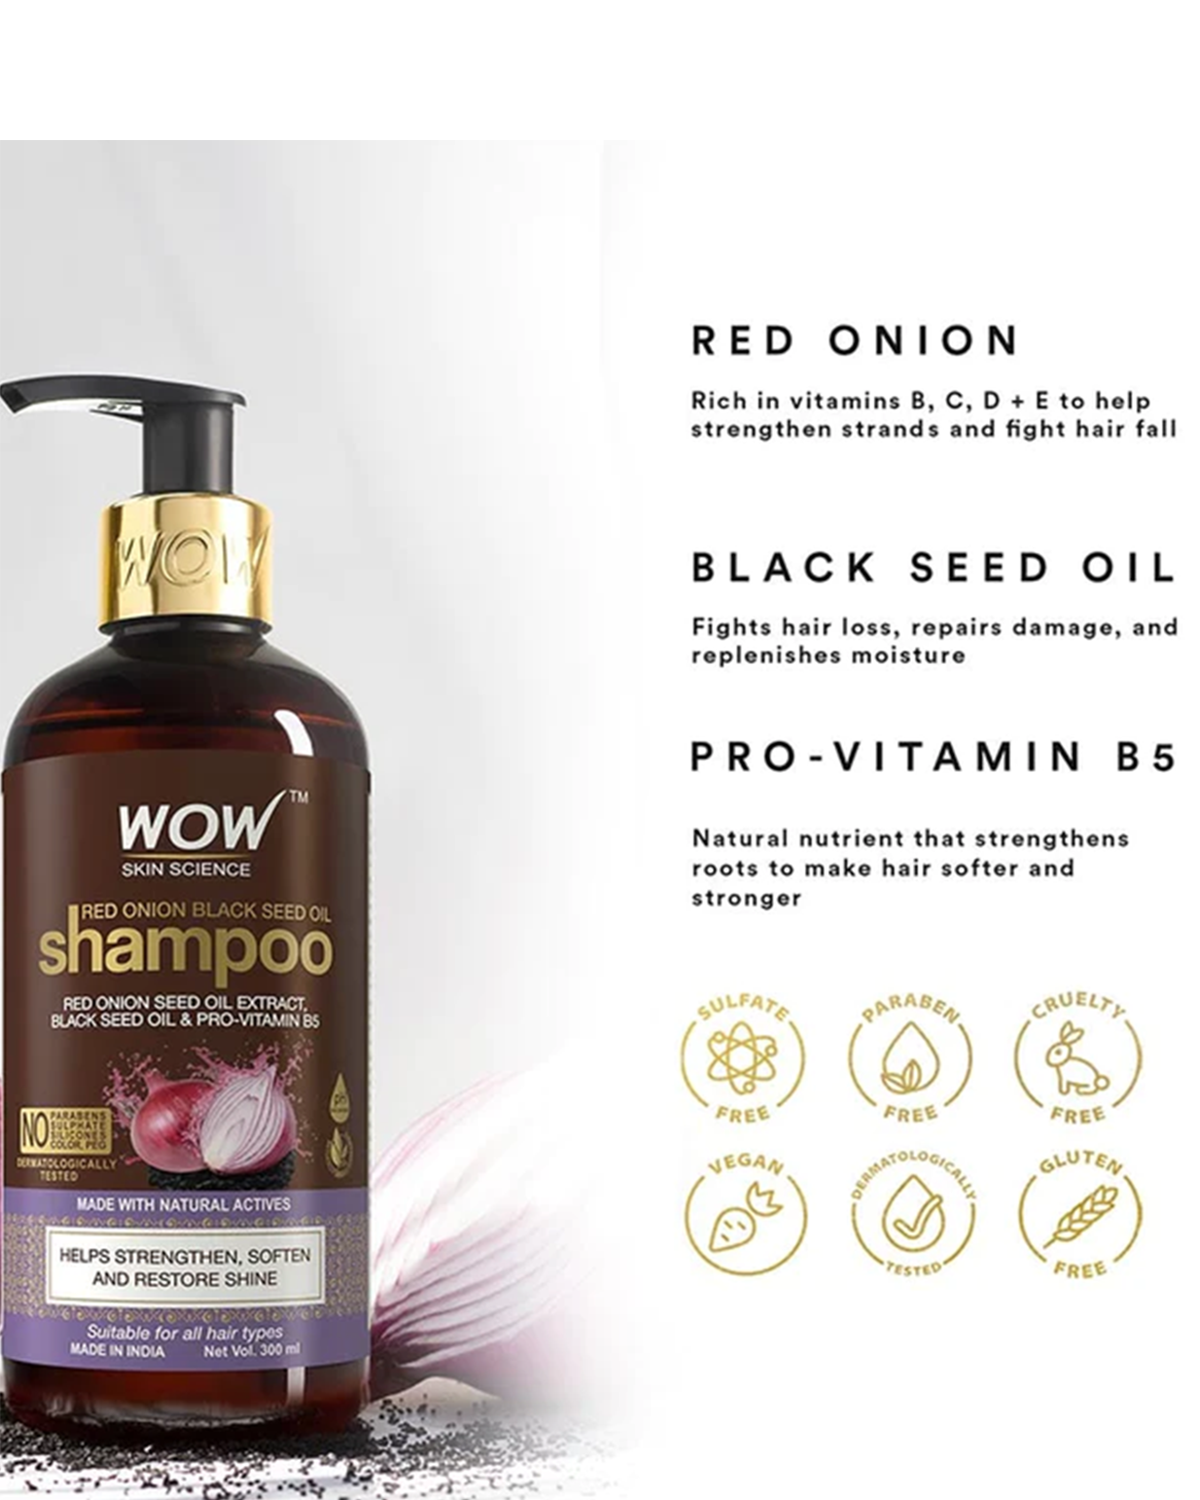 RED ONION
Rich in vitamins B, C, D + E to help
strengthen strands and fight hair fall
BLACK SEED OIL
Fights hair loss, repairs damage, and
replenishes moisture
PRO-VITAMIN B5
Natural nutrient that strengthens
roots to make hair softer and
stronger
SULFATE
FREE
PARABEN
FREE
CRUELTY
FREE
VEGAN
DERMATOLOGICALLY
TESTED
GLUTEN
FREE
WOW
WOW™
SKIN SCIENCE
RED ONION BLACK SEED OIL
shampoo
RED ONION SEED OIL EXTRACT,
BLACK SEED OIL & PRO-VITAMIN B5
NO PARABENS
SULPHATE
SILICONES
COLOR, PEG
DERMATOLOGICALLY
TESTED
pH
MADE WITH NATURAL ACTIVES
HELPS STRENGTHEN, SOFTEN
AND RESTORE SHINE
Suitable for all hair types
MADE IN INDIA Net Vol. 300 ml